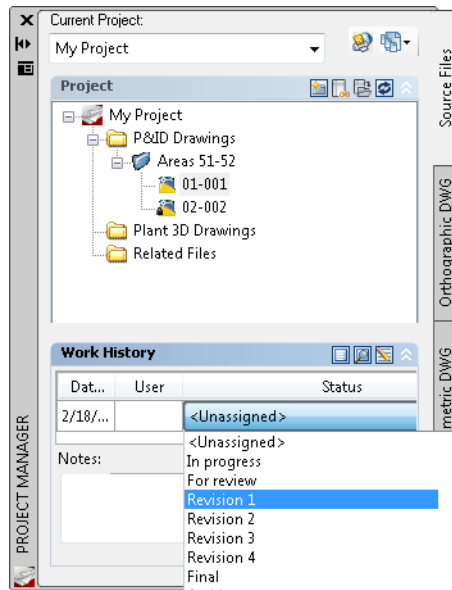 Current Project:
My Project
Project
My Project
P&ID Drawings
Areas 51-52
01-001
02-002
Plant 3D Drawings
Related Files
Work History
Dat... User Status
2/18/... <Unassigned>
<Unassigned>
In progress
For review
Revision 1
Revision 2
Revision 3
Revision 4
Final
Notes:
PROJECT MANAGER
Source Files
Orthographic DWG
metric DWG